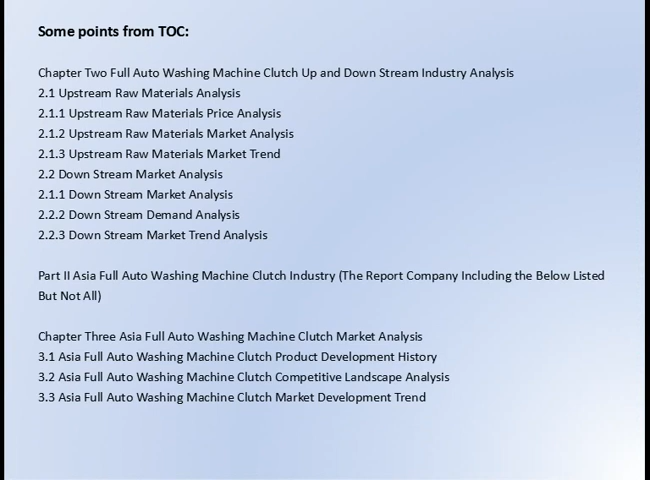 Some points from TOC:
Chapter Two Full Auto Washing Machine Clutch Up and Down Stream Industry Analysis
2.1 Upstream Raw Materials Analysis
2.1.1 Upstream Raw Materials Price Analysis
2.1.2 Upstream Raw Materials Market Analysis
2.1.3 Upstream Raw Materials Market Trend
2.2 Down Stream Market Analysis
2.1.1 Down Stream Market Analysis
2.2.2 Down Stream Demand Analysis
2.2.3 Down Stream Market Trend Analysis
Part II Asia Full Auto Washing Machine Clutch Industry (The Report Company Including the Below Listed
But Not All)
Chapter Three Asia Full Auto Washing Machine Clutch Market Analysis
3.1 Asia Full Auto Washing Machine Clutch Product Development History
3.2 Asia Full Auto Washing Machine Clutch Competitive Landscape Analysis
3.3 Asia Full Auto Washing Machine Clutch Market Development Trend